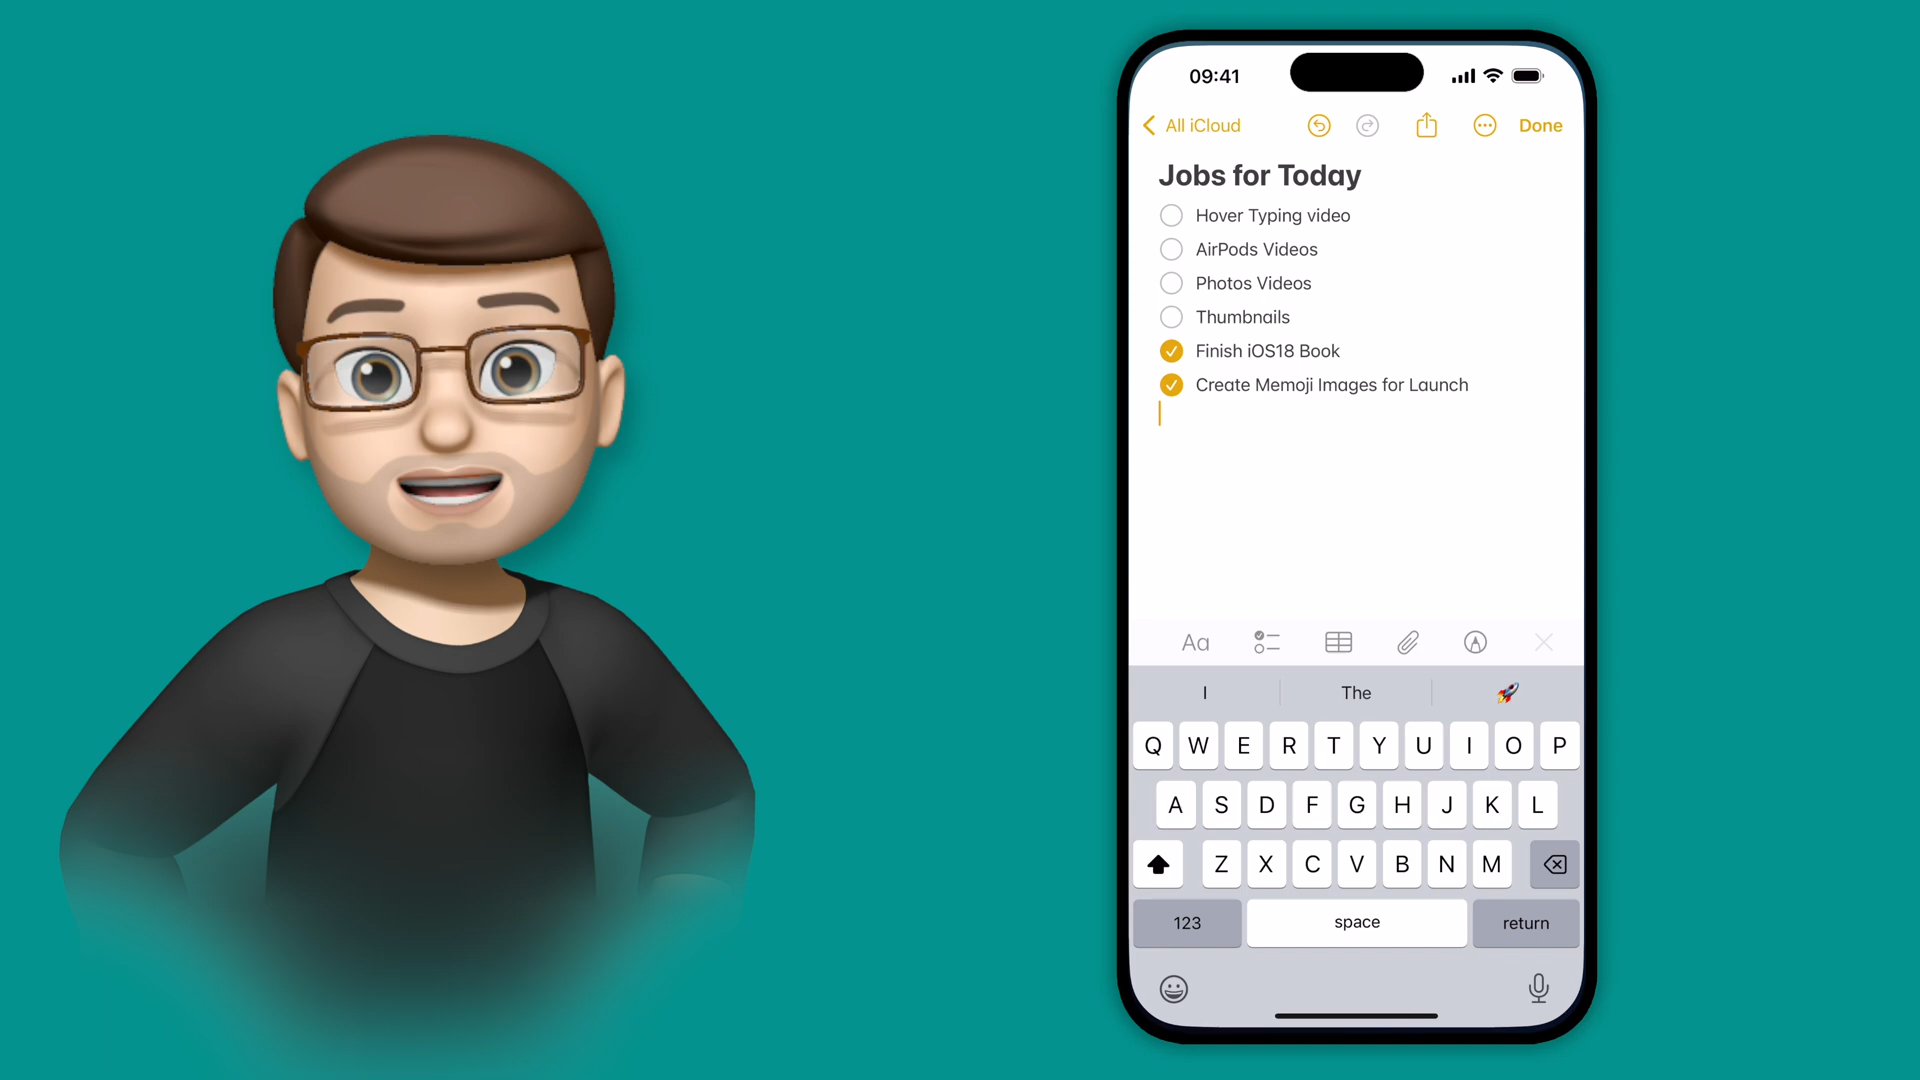 09:41
All iCloud Done
Jobs for Today
Hover Typing video
AirPods Videos
Photos Videos
Thumbnails
Finish iOS18 Book
Create Memoji Images for Launch
Aa
I The 🚀
Q W E R T Y U I O P
A S D F G H J K L
Z X C V B N M
123 space return